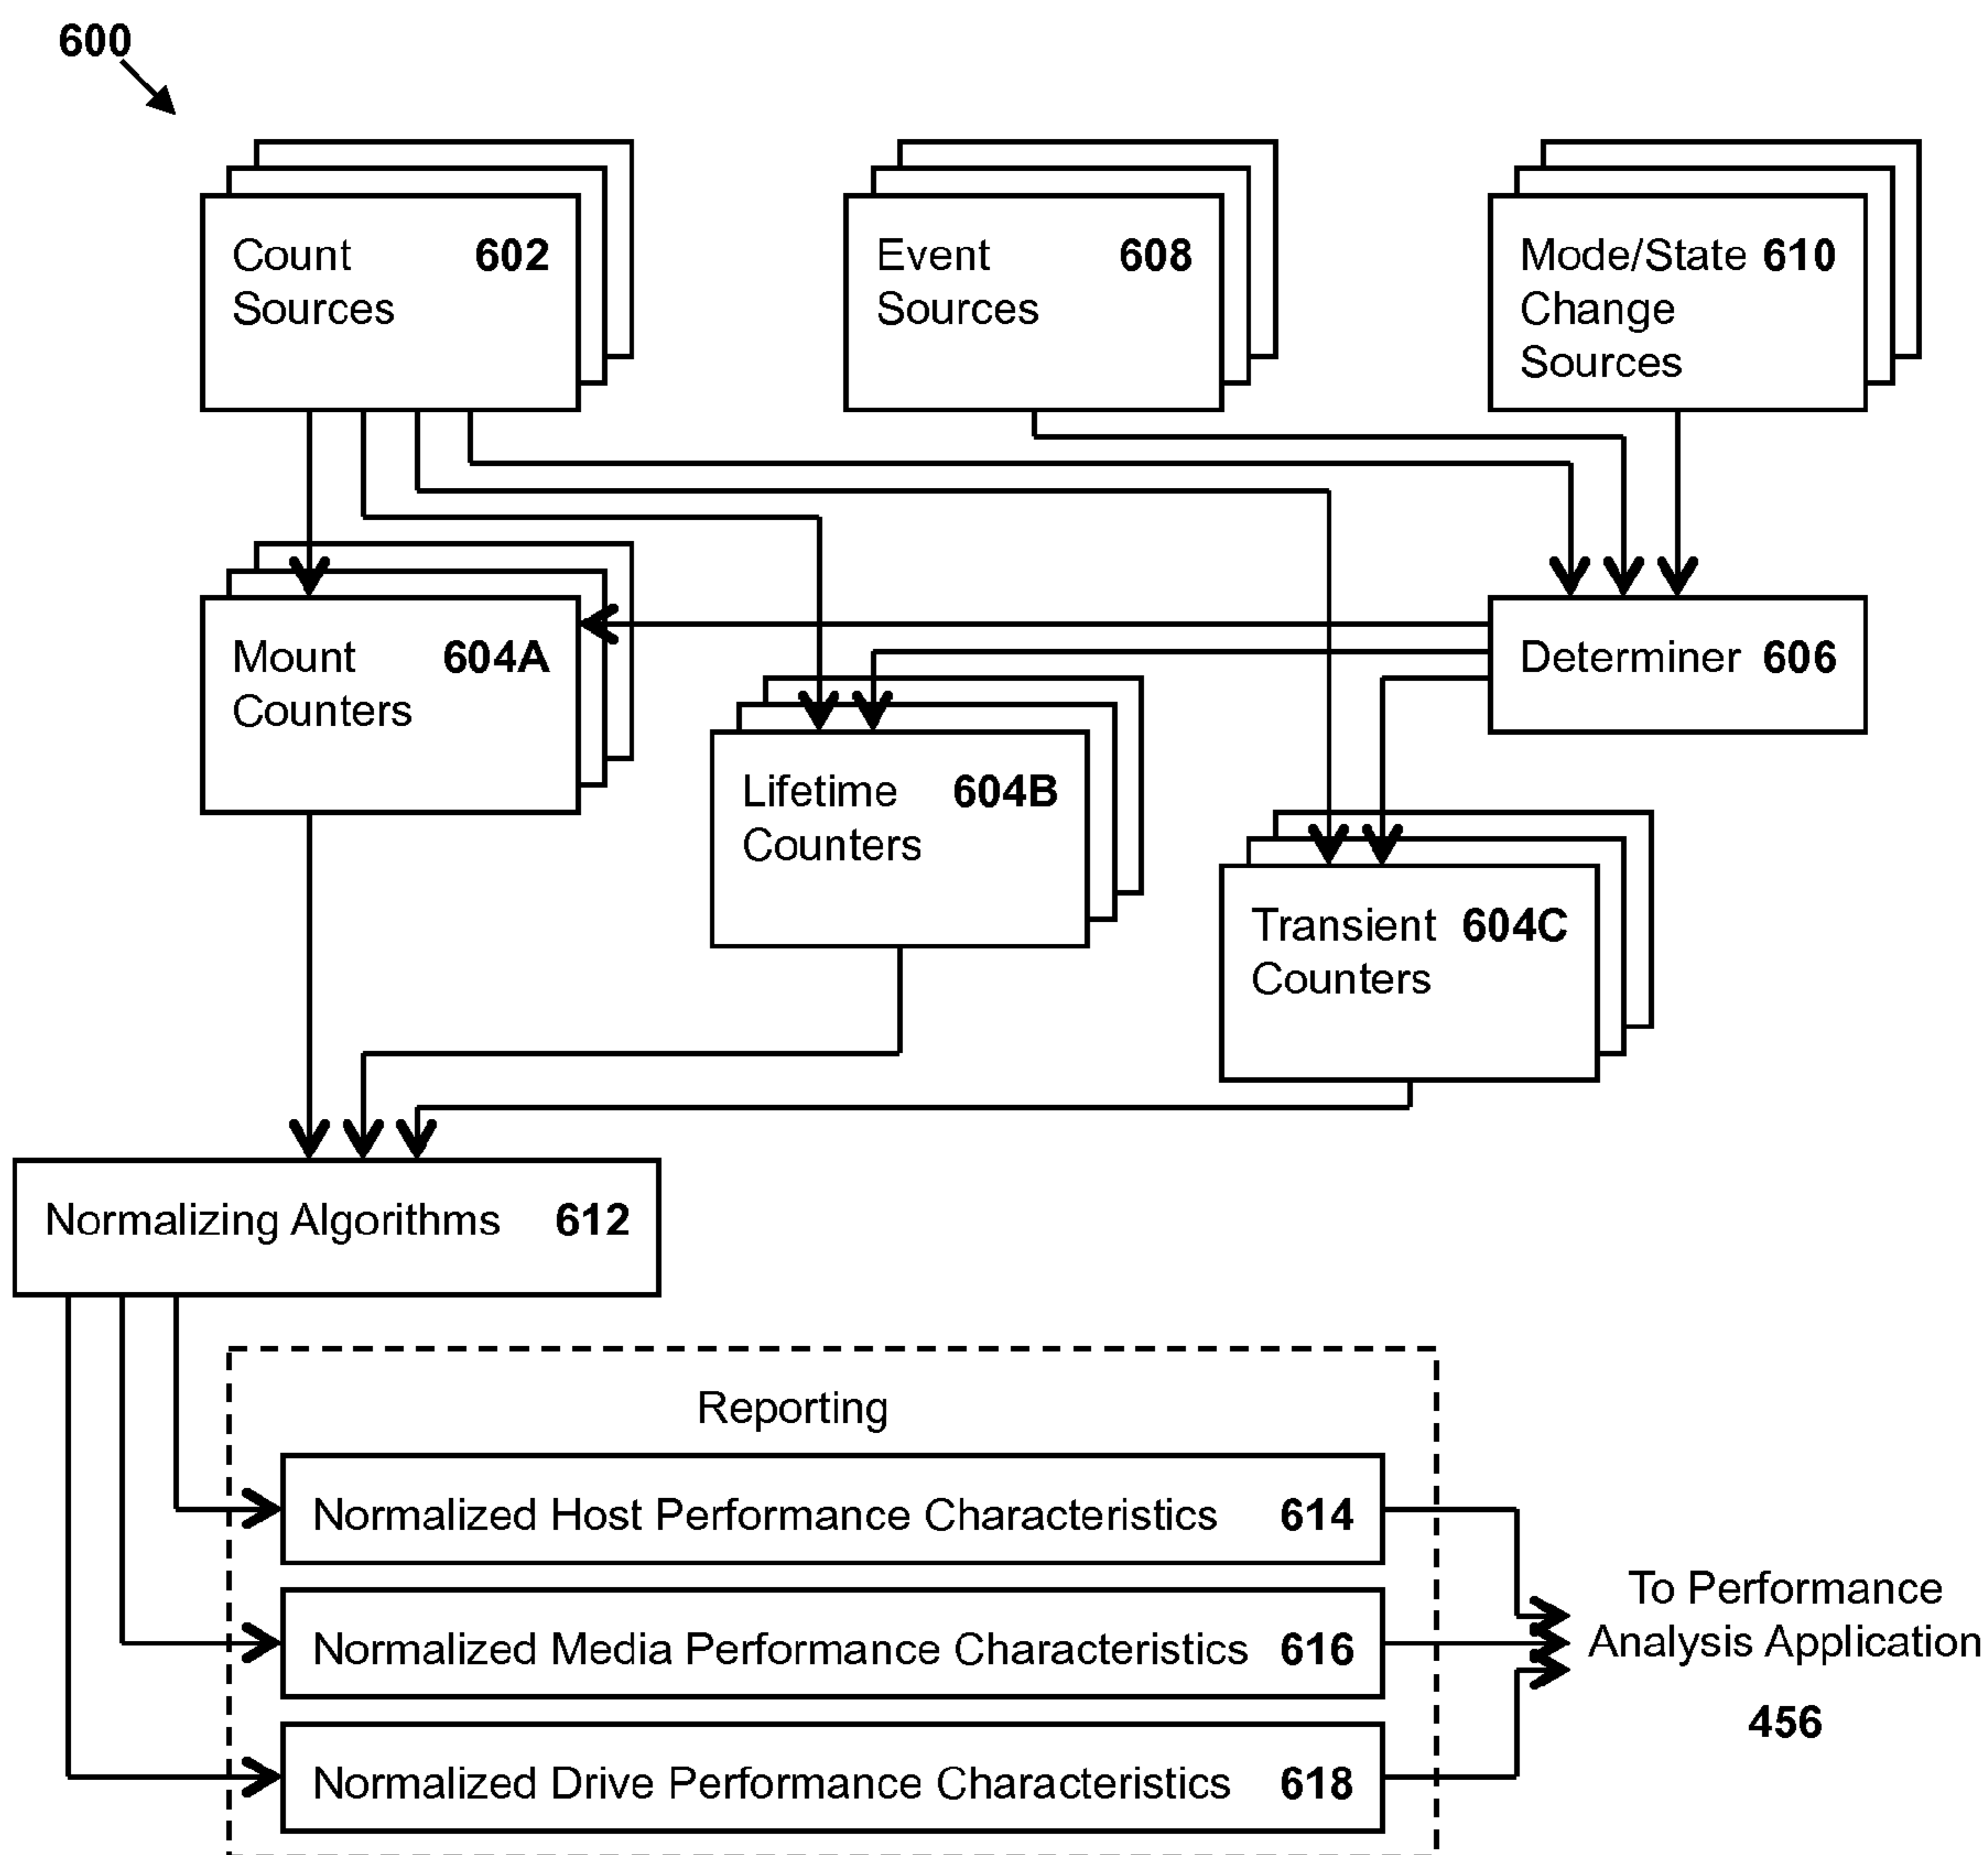 600
Count 602
Sources
Event 608
Sources
Mode/State 610
Change
Sources
Mount 604A
Counters
Determiner 606
Lifetime 604B
Counters
Transient 604C
Counters
Normalizing Algorithms 612
Reporting
Normalized Host Performance Characteristics 614
Normalized Media Performance Characteristics 616
Normalized Drive Performance Characteristics 618
To Performance
Analysis Application
456